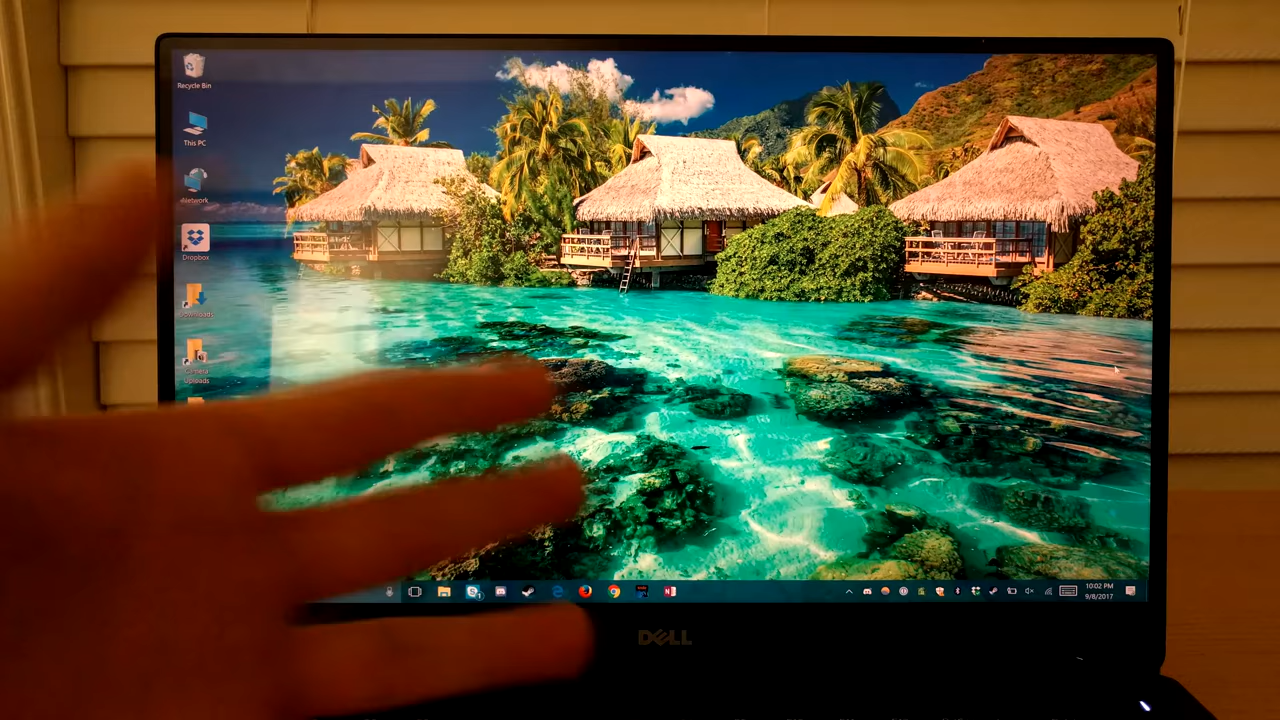 Recycle Bin
This PC
Network
Dropbox
Downloads
Camera
Uploads
10:02 PM
9/8/2017
DELL